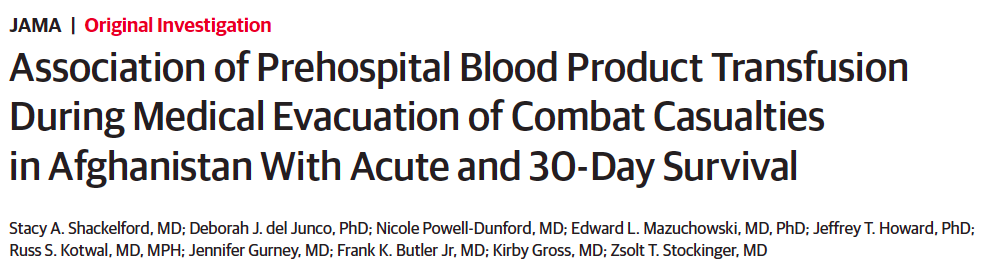 JAMA | Original Investigation
Association of Prehospital Blood Product Transfusion
During Medical Evacuation of Combat Casualties
in Afghanistan With Acute and 30-Day Survival
Stacy A. Shackelford, MD; Deborah J. del Junco, PhD; Nicole Powell-Dunford, MD; Edward L. Mazuchowski, MD, PhD; Jeffrey T. Howard, PhD;
Russ S. Kotwal, MD, MPH; Jennifer Gurney, MD; Frank K. Butler Jr, MD; Kirby Gross, MD; Zsolt T. Stockinger, MD